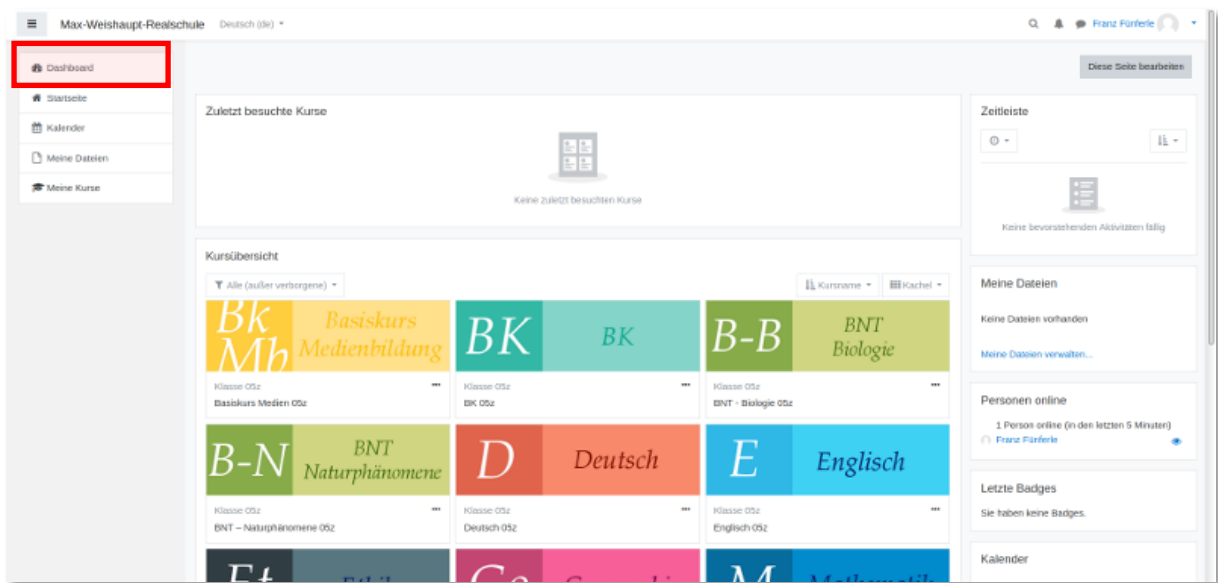 Max-Weishaupt-Realschule Deutsch (de)
Franz Fünferle
Dashboard
Startseite
Kalender
Meine Dateien
Meine Kurse
Diese Seite bearbeiten
Zuletzt besuchte Kurse
Keine zuletzt besuchten Kurse
Kursübersicht
Alle (außer verborgene)
Kursname
Kachel
Bk Mb
Basiskurs
Medienbildung
Klasse 05z
Basiskurs Medien 05z
BK
BK
Klasse 05z
BK 05z
B-B
BNT
Biologie
Klasse 05z
BNT - Biologie 05z
B-N
BNT
Naturphänomene
Klasse 05z
BNT – Naturphänomene 05z
D
Deutsch
Klasse 05z
Deutsch 05z
E
Englisch
Klasse 05z
Englisch 05z
Et
Ethik
Ge
M
Mathematik
Zeitleiste
Keine bevorstehenden Aktivitäten fällig
Meine Dateien
Keine Dateien vorhanden
Meine Dateien verwalten...
Personen online
1 Person online (in den letzten 5 Minuten)
Franz Fünferle
Letzte Badges
Sie haben keine Badges.
Kalender